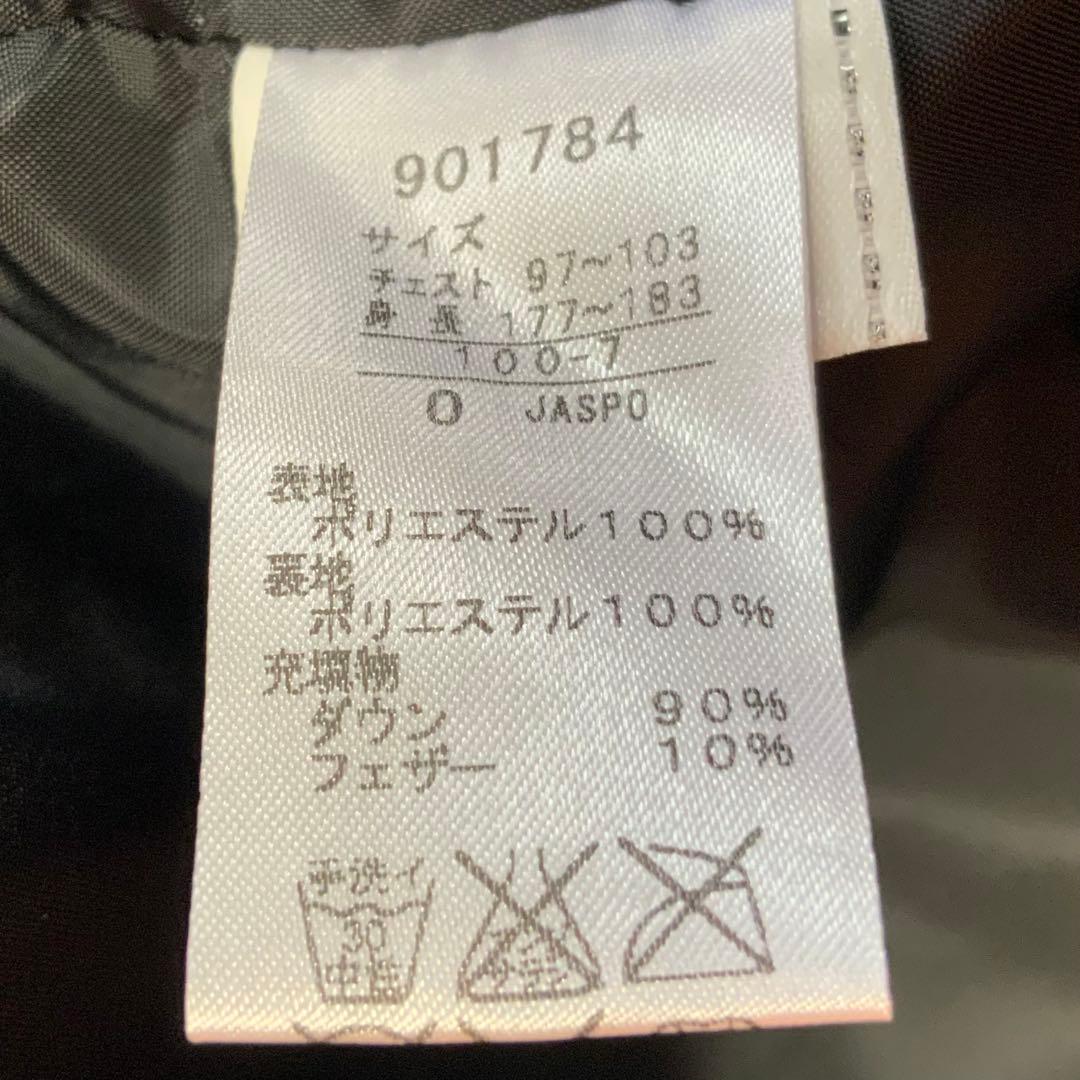 901784
サイズ
チェスト 97~103
身長 177~183
100-7
O JASPO
表地
ポリエステル100%
裏地
ポリエステル100%
充填物
ダウン 90%
フェザー 10%
手洗イ
30
中性